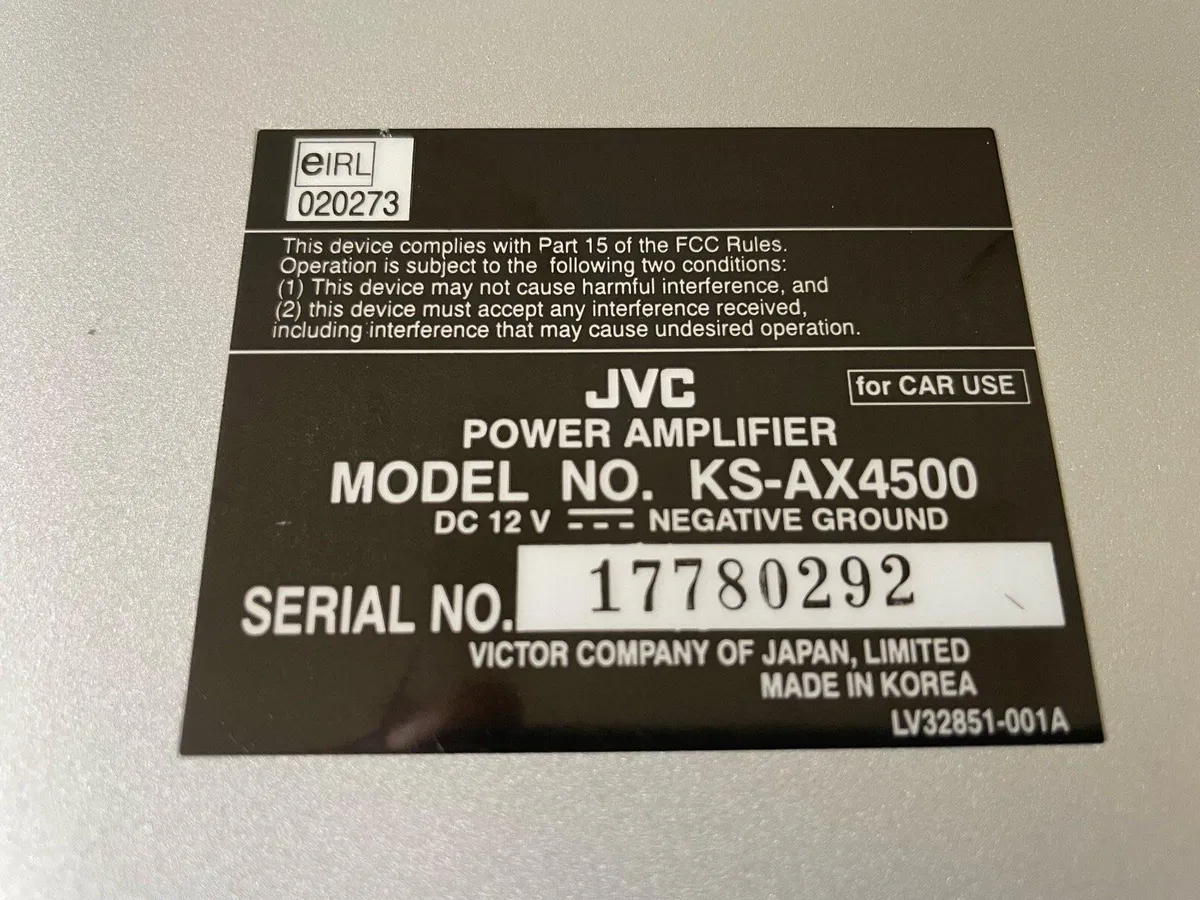 eIRL
020273
This device complies with Part 15 of the FCC Rules.
Operation is subject to the following two conditions:
(1) This device may not cause harmful interference, and
(2) this device must accept any interference received,
including interference that may cause undesired operation.
JVC
for CAR USE
POWER AMPLIFIER
MODEL NO. KS-AX4500
DC 12 V ⎓ NEGATIVE GROUND
SERIAL NO. 17780292
VICTOR COMPANY OF JAPAN, LIMITED
MADE IN KOREA
LV32851-001A